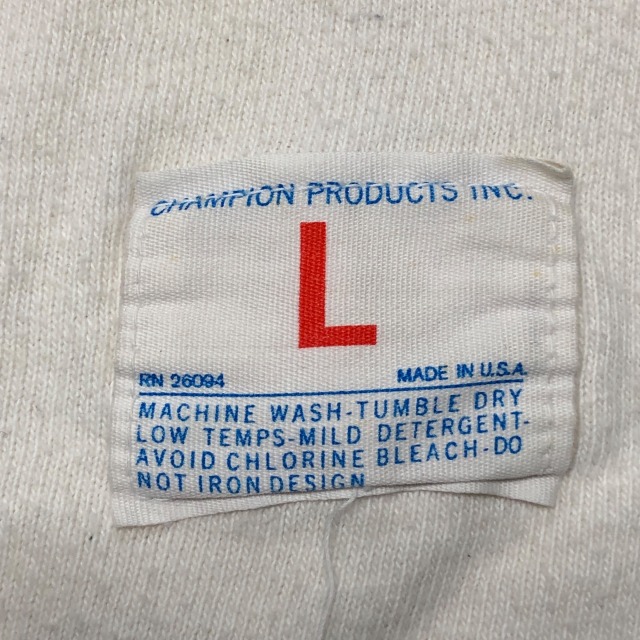 CHAMPION PRODUCTS INC.
L
RN 26094 MADE IN U.S.A.
MACHINE WASH-TUMBLE DRY
LOW TEMPS-MILD DETERGENT-
AVOID CHLORINE BLEACH-DO
NOT IRON DESIGN